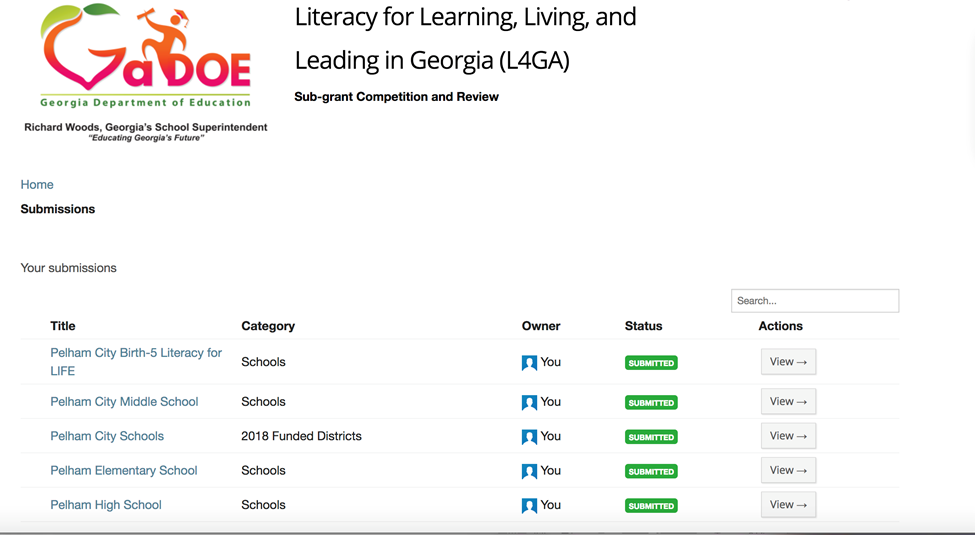 GaDOE
Georgia Department of Education
Richard Woods, Georgia's School Superintendent
"Educating Georgia's Future"
Literacy for Learning, Living, and
Leading in Georgia (L4GA)
Sub-grant Competition and Review
Home
Submissions
Your submissions
Search...
Title Category Owner Status Actions
Pelham City Birth-5 Literacy for
LIFE
Schools You SUBMITTED View →
Pelham City Middle School Schools You SUBMITTED View →
Pelham City Schools 2018 Funded Districts You SUBMITTED View →
Pelham Elementary School Schools You SUBMITTED View →
Pelham High School Schools You SUBMITTED View →